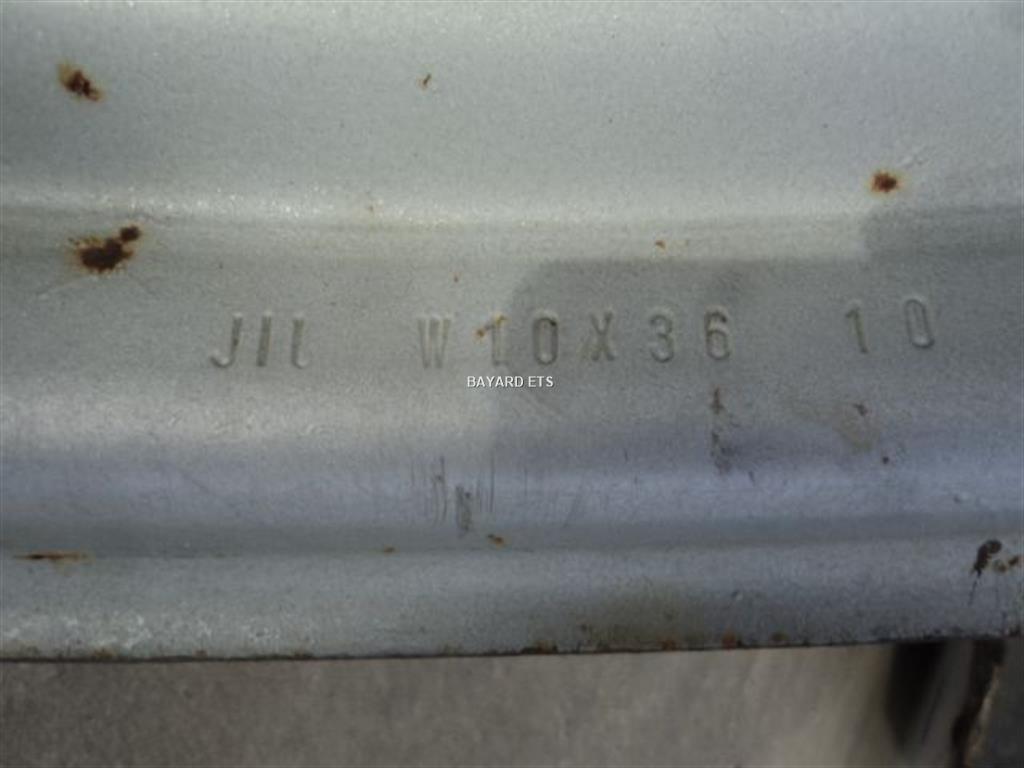 JIL W10X36 10
BAYARD ETS